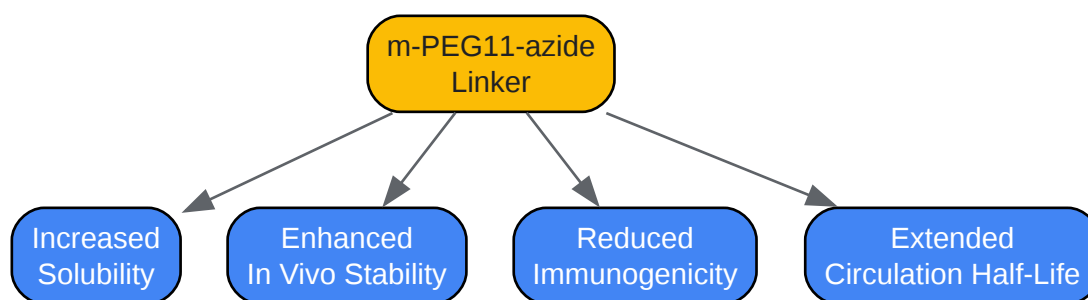 m-PEG11-azide
Linker
Increased
Solubility
Enhanced
In Vivo Stability
Reduced
Immunogenicity
Extended
Circulation Half-Life